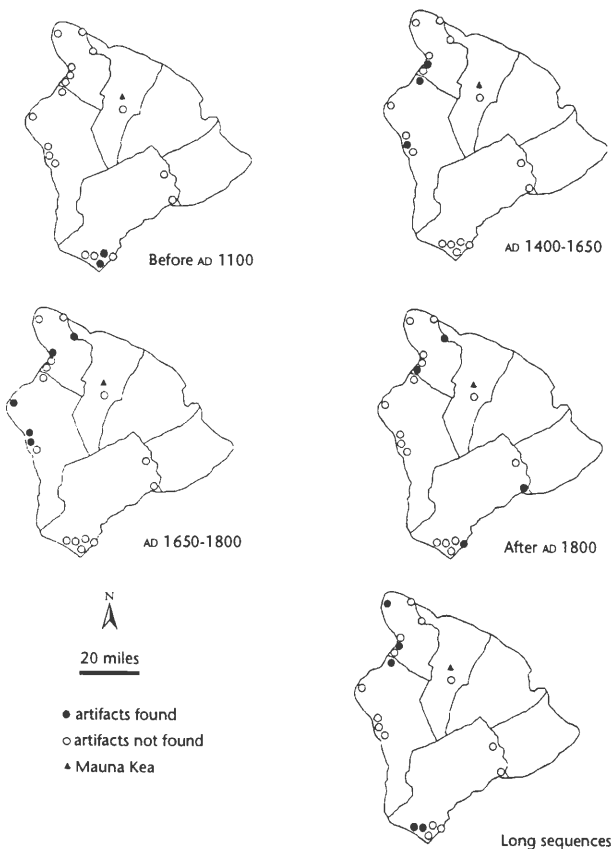 Before AD 1100
AD 1400-1650
AD 1650-1800
After AD 1800
N
20 miles
artifacts found
artifacts not found
Mauna Kea
Long sequences